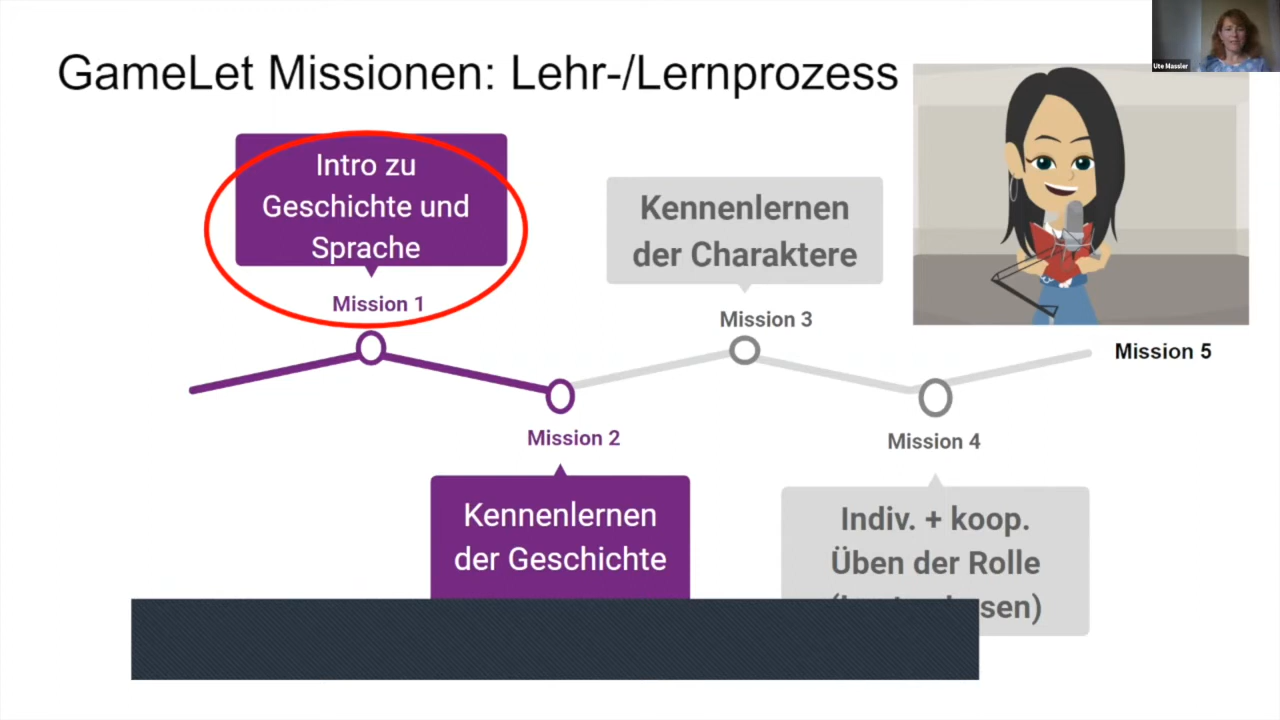 GameLet Missionen: Lehr-/Lernprozess
Ute Massler
Intro zu
Geschichte und
Sprache
Mission 1
Kennenlernen
der Charaktere
Mission 3
Mission 5
Mission 2
Mission 4
Kennenlernen
der Geschichte
Indiv. + koop.
Üben der Rolle